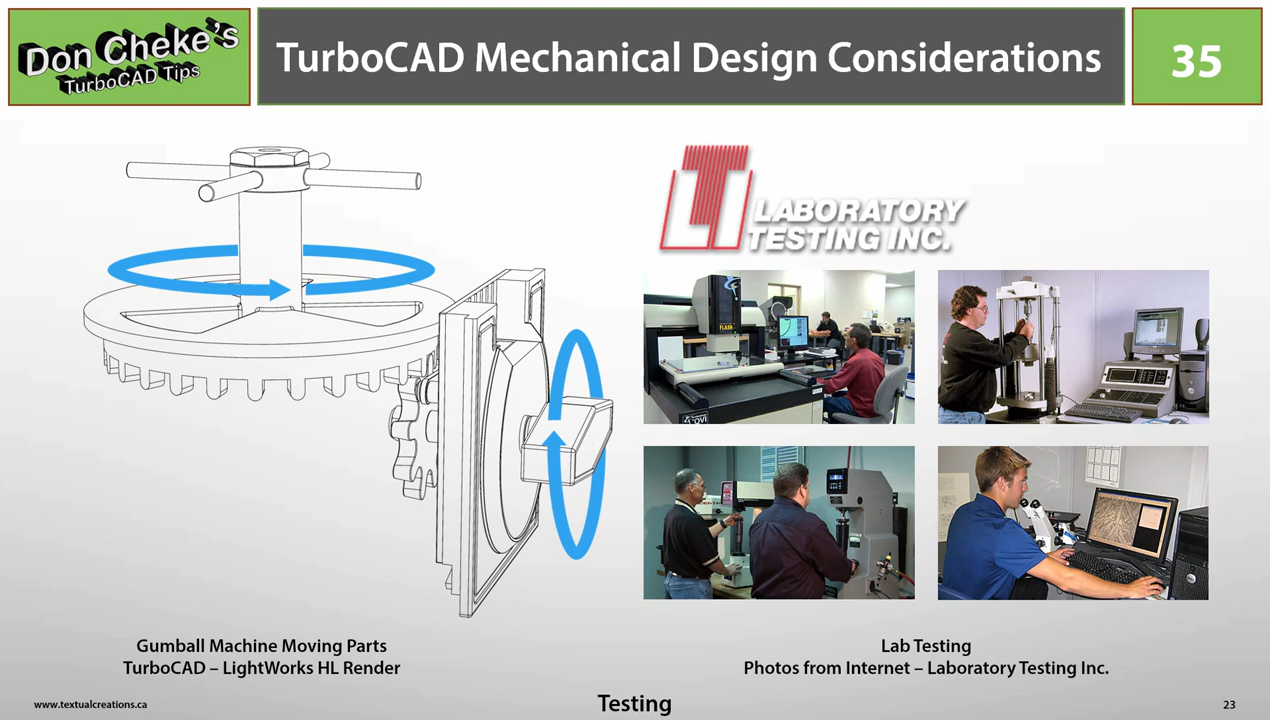 Don Cheke's
TurboCAD Tips
TurboCAD Mechanical Design Considerations
35
LABORATORY
TESTING INC.
FLASH
OVI
Gumball Machine Moving Parts
TurboCAD – LightWorks HL Render
Lab Testing
Photos from Internet – Laboratory Testing Inc.
www.textualcreations.ca
Testing
23